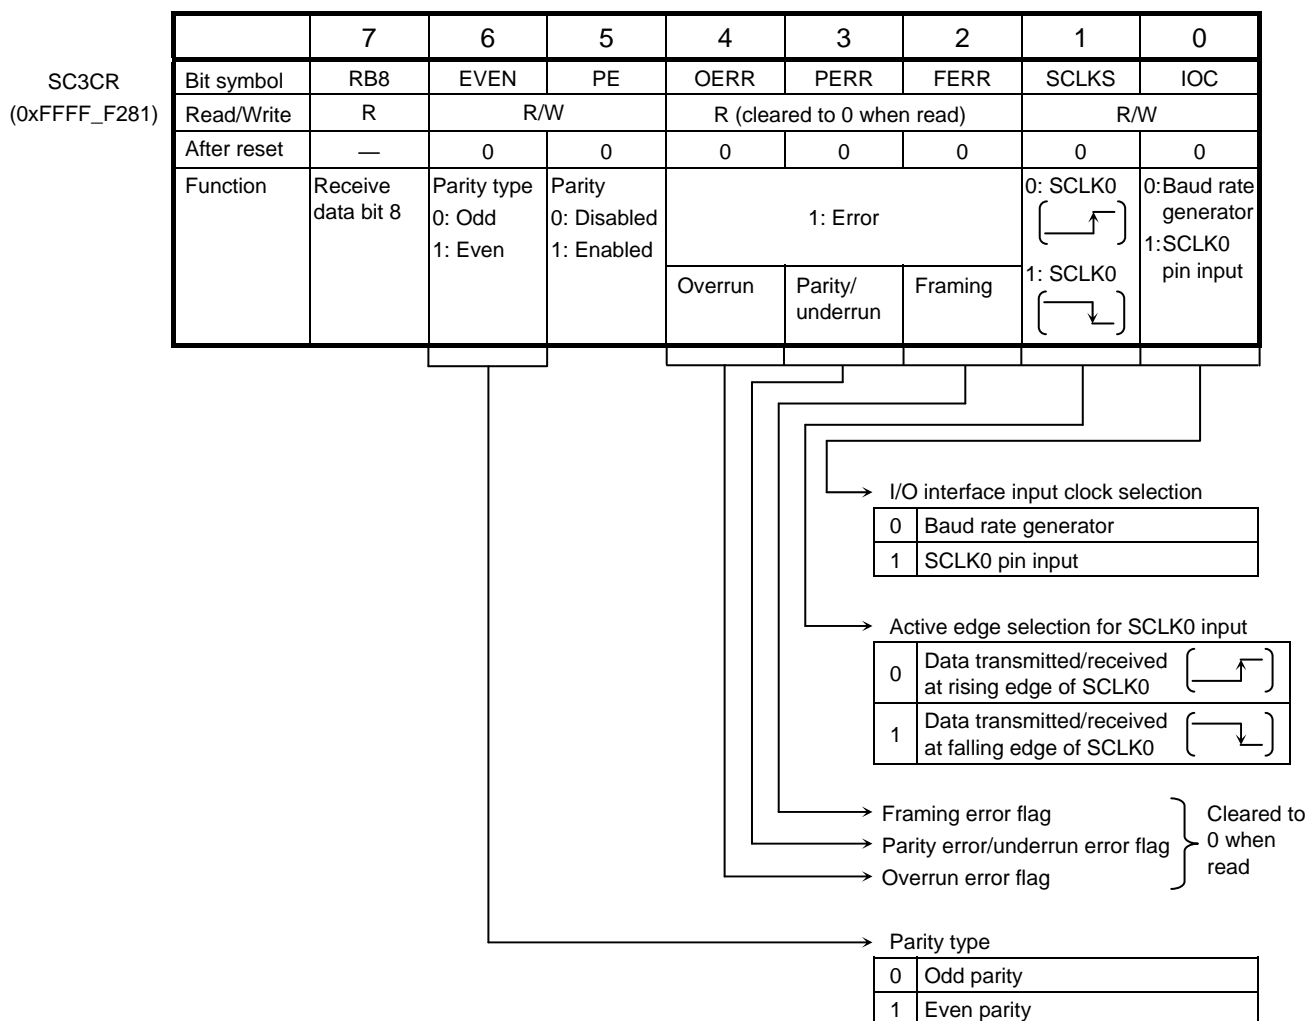 7 6 5 4 3 2 1 0
SC3CR
(0xFFFF_F281)
Bit symbol RB8 EVEN PE OERR PERR FERR SCLKS IOC
Read/Write R R/W R (cleared to 0 when read) R/W
After reset — 0 0 0 0 0 0 0
Function
Receive
data bit 8
Parity type
0: Odd
1: Even
Parity
0: Disabled
1: Enabled
1: Error
Overrun
Parity/
underrun
Framing
0: SCLK0
1: SCLK0
0:Baud rate
generator
1:SCLK0
pin input
I/O interface input clock selection
0 Baud rate generator
1 SCLK0 pin input
Active edge selection for SCLK0 input
0 Data transmitted/received
at rising edge of SCLK0
1 Data transmitted/received
at falling edge of SCLK0
Framing error flag
Parity error/underrun error flag
Overrun error flag
Cleared to
0 when
read
Parity type
0 Odd parity
1 Even parity